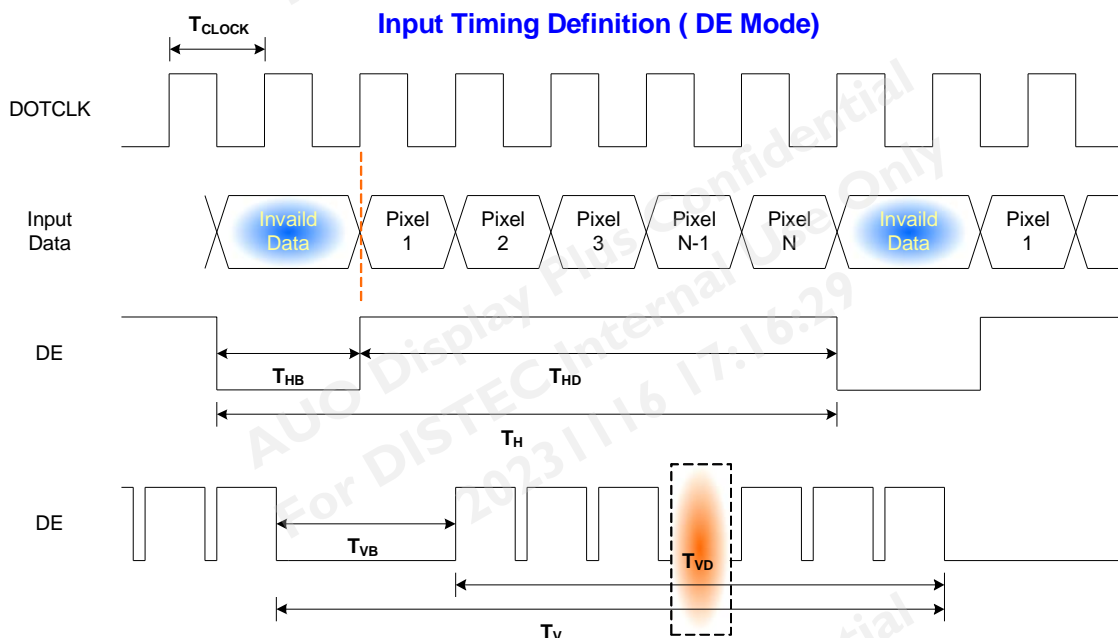 Input Timing Definition ( DE Mode)
TCLOCK
DOTCLK
Input
Data
Invaild
Data
Pixel
1
Pixel
2
Pixel
3
Pixel
N-1
Pixel
N
Invaild
Data
Pixel
1
DE
THB
THD
TH
DE
TVB
TVD
TV
AUO Display Plus Confidential
For DISTEC Internal Use Only
20231116 17:16:29